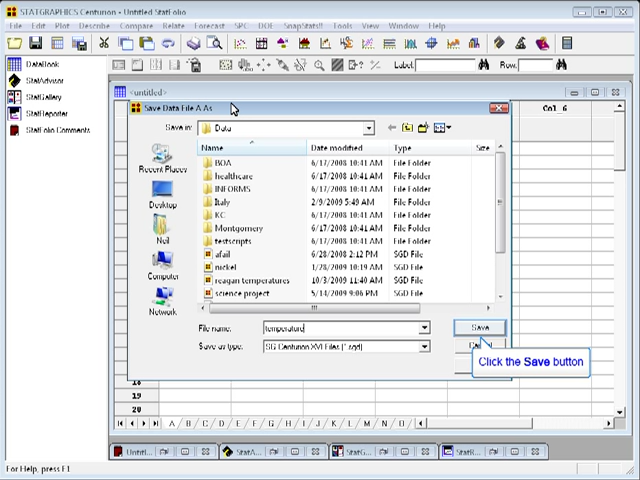 STATGRAPHICS Centurion - Untitled StatFolio
File Edit Plot Describe Compare Relate Forecast SPC DOE SnapStats!! Tools View Window Help
Label: Row:
DataBook
StatAdvisor
StatGallery
StatReporter
StatFolio Comments
<untitled>
Col_6
Save Data File A As
Save in: Data
Name Date modified Type Size
BOA 6/17/2008 10:41 AM File Folder
healthcare 6/17/2008 10:41 AM File Folder
INFORMS 6/17/2008 10:41 AM File Folder
Italy 2/9/2009 5:49 AM File Folder
KC 6/17/2008 10:41 AM File Folder
Montgomery 6/17/2008 10:41 AM File Folder
testscripts 6/17/2008 10:41 AM File Folder
afail 6/28/2008 2:12 PM SGD File
nickel 1/28/2009 10:19 AM SGD File
reagan temperatures 10/3/2009 11:40 AM SGD File
science project 5/14/2009 9:06 PM SGD File
Recent Places
Desktop
Neil
Computer
Network
File name: temperature
Save
Save as type: SG Centurion XVI Files (*.sgd)
Click the Save button
18
19
20
A B C D E F G H I J K L M N O
Untitl... StatA... StatG... StatR...
For Help, press F1